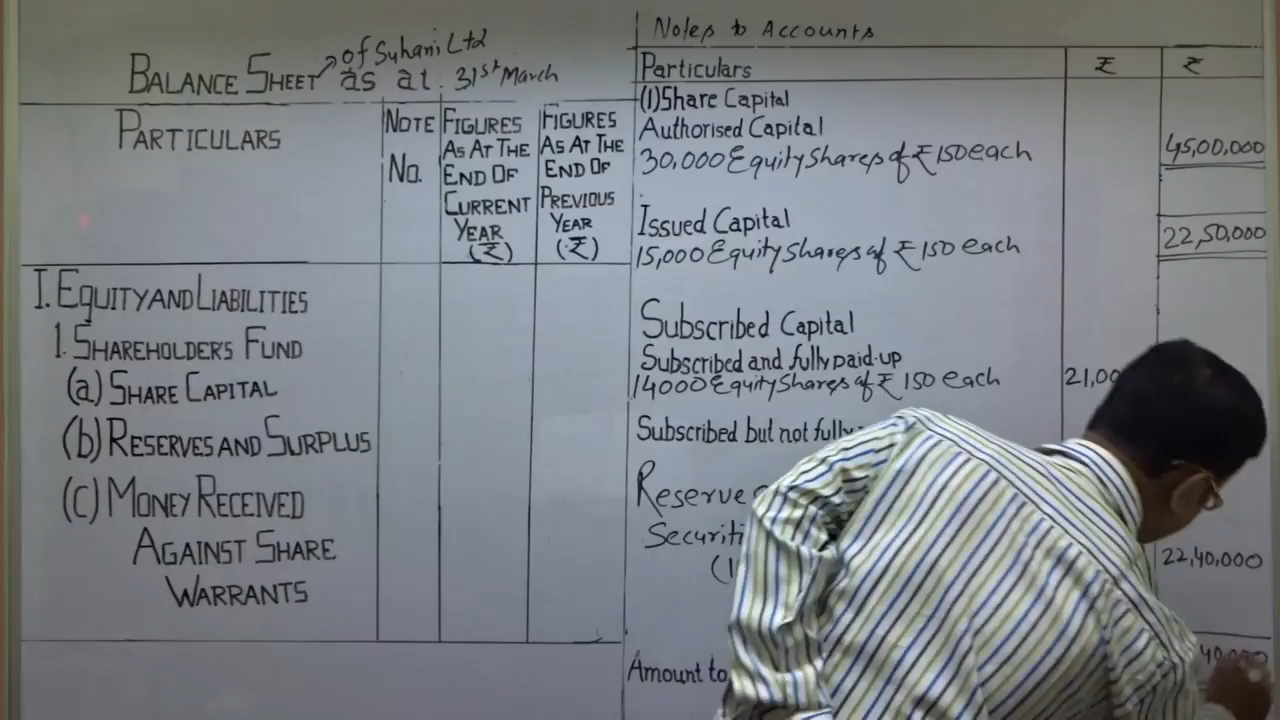 BALANCE SHEET of Suhani Ltd as at 31st March
PARTICULARS
NOTE No.
FIGURES AS AT THE END OF CURRENT YEAR (₹)
FIGURES AS AT THE END OF PREVIOUS YEAR (₹)
I. EQUITY AND LIABILITIES
1. SHAREHOLDER'S FUND
(a) SHARE CAPITAL
(b) RESERVES AND SURPLUS
(c) MONEY RECEIVED
AGAINST SHARE
WARRANTS
Notes to Accounts
Particulars ₹ ₹
(1) Share Capital
Authorised Capital
30,000 Equity Shares of ₹ 150 each 45,00,000
Issued Capital
15,000 Equity Shares of ₹ 150 each 22,50,000
Subscribed Capital
Subscribed and fully paid-up
14000 Equity Shares of ₹ 150 each 21,00
Subscribed but not fully
Reserve
Securiti
(1
22,40,000
Amount to